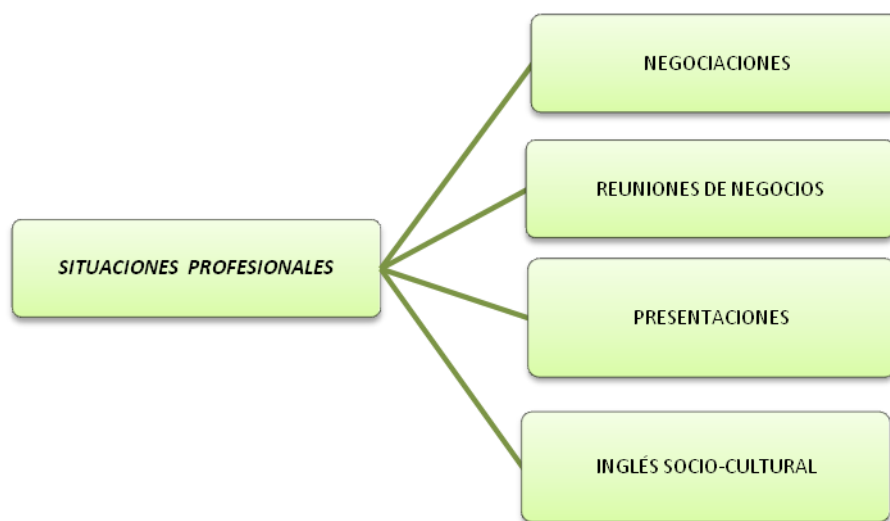 NEGOCIACIONES
REUNIONES DE NEGOCIOS
SITUACIONES PROFESIONALES
PRESENTACIONES
INGLÉS SOCIO-CULTURAL